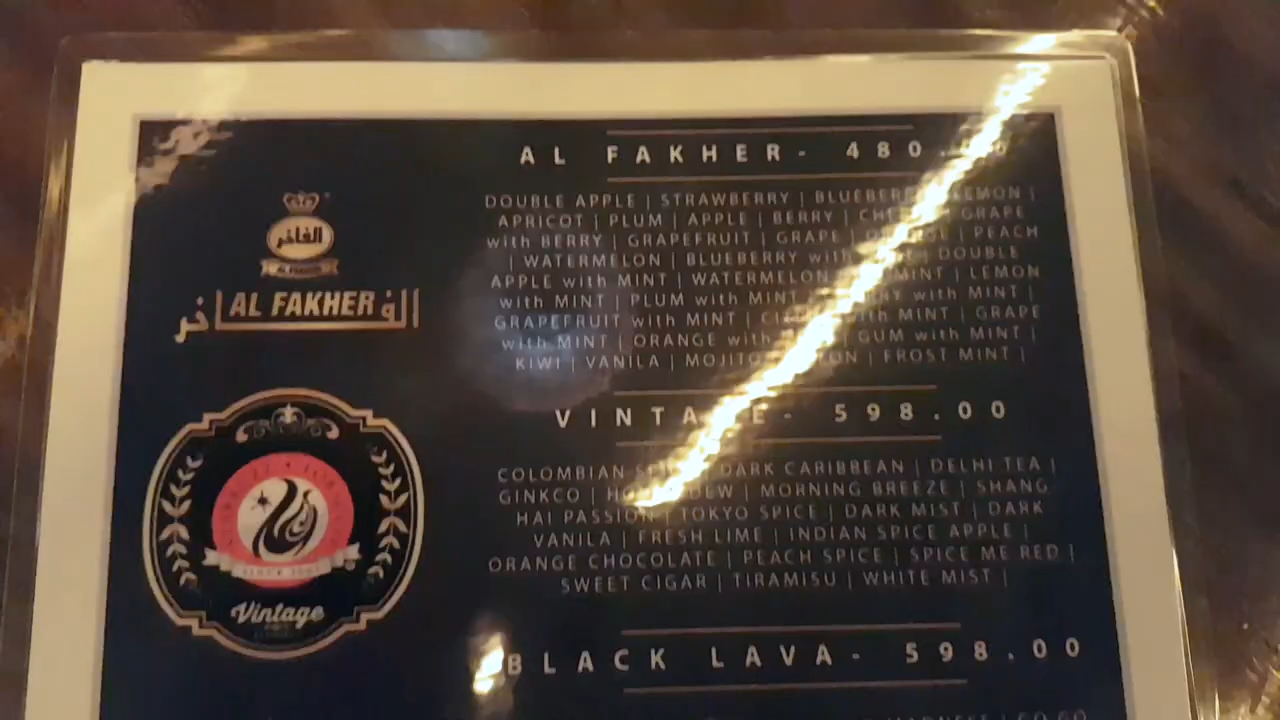 AL FAKHER- 480.
DOUBLE APPLE | STRAWBERRY | LEMON |
APRICOT | PLUM | APPLE | BERRY | GRAPE
with BERRY | GRAPEFRUIT | GRAPE | PEACH
| WATERMELON | BLUEBERRY with | DOUBLE
APPLE with MINT | WATERMELON MINT | LEMON
with MINT | PLUM with MINT with MINT |
GRAPEFRUIT with MINT | with MINT | GRAPE
with MINT | ORANGE with | GUM with MINT |
KIWI | VANILA | MOJITO | FROST MINT |
الفاخر
AL FAKHER
الفاخر
VINTAGE- 598.00
COLOMBIAN | DARK CARIBBEAN | DELHI TEA |
GINKCO | | MORNING BREEZE | SHANG
HAI PASSION | TOKYO SPICE | DARK MIST | DARK
VANILA | FRESH LIME | INDIAN SPICE APPLE |
ORANGE CHOCOLATE | PEACH SPICE | SPICE ME RED |
SWEET CIGAR | TIRAMISU | WHITE MIST |
Vintage
BLACK LAVA- 598.00